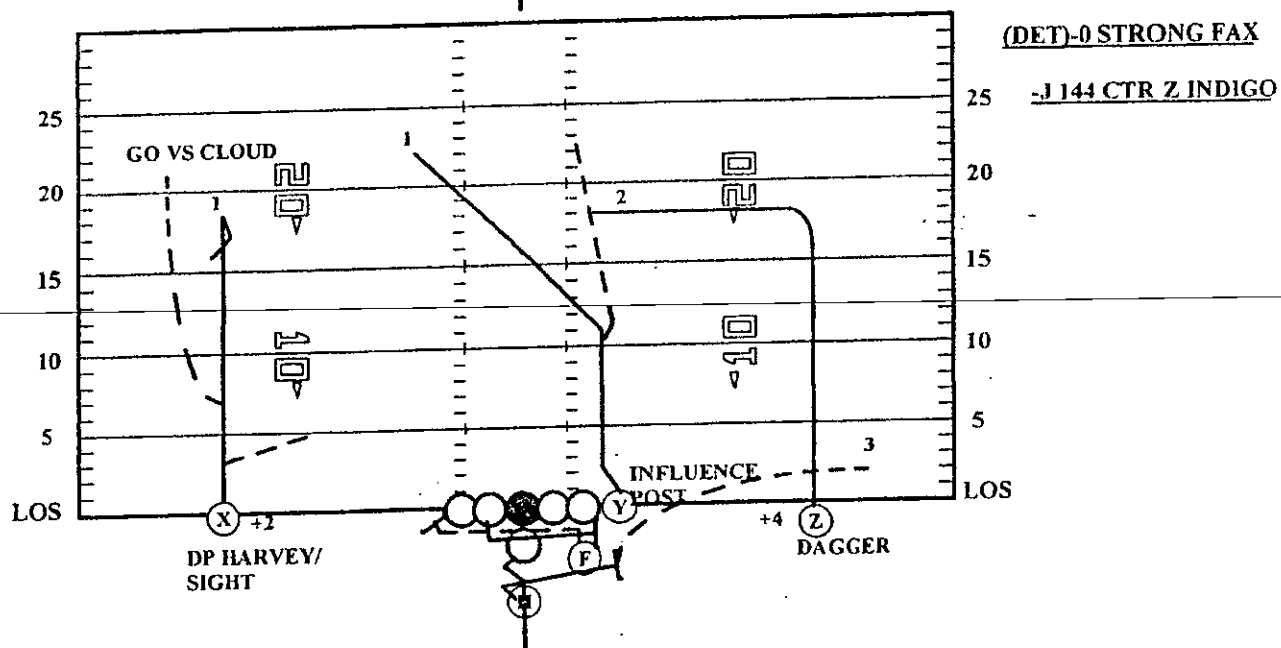 (DET)-0 STRONG FAX
-J 144 CTR Z INDIGO
25
25
1
GO VS CLOUD
20
20
1
20
2
20
15
15
10
10
10
10
5
5
3
INFLUENCE
POST
LOS
LOS
X
+2
Y
+4
Z
DP HARVEY/
SIGHT
F
DAGGER